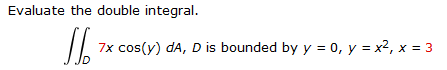 Evaluate the double integral.
∬_D 7x cos(y) dA, D is bounded by y = 0, y = x², x = 3